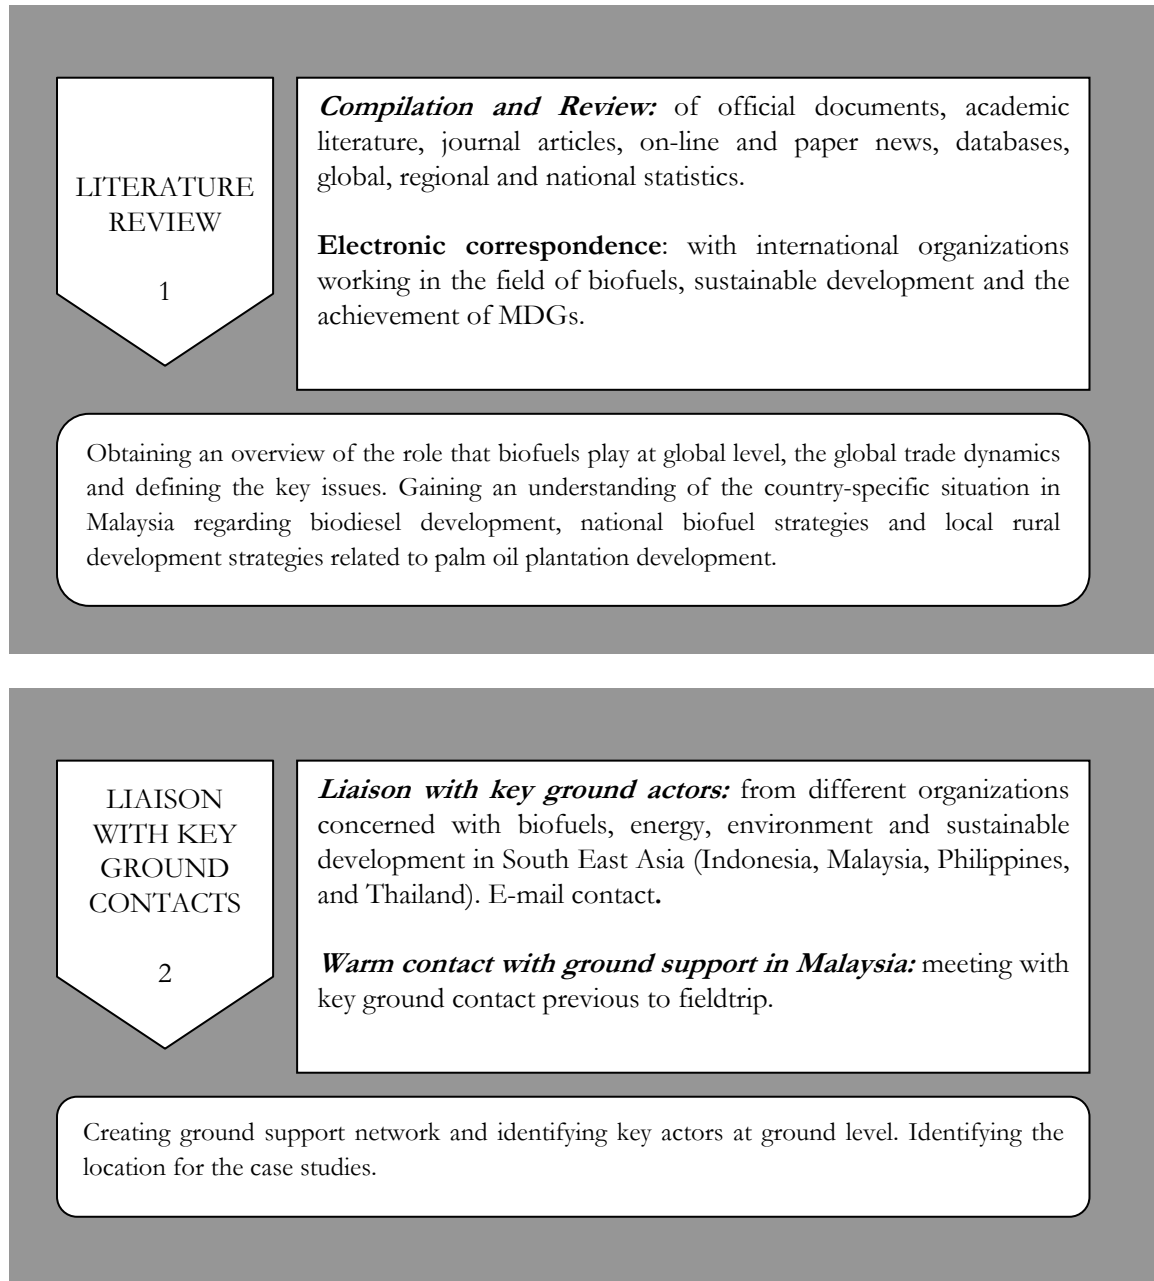 LITERATURE
REVIEW
1
Compilation and Review: of official documents, academic
literature, journal articles, on-line and paper news, databases,
global, regional and national statistics.
Electronic correspondence: with international organizations
working in the field of biofuels, sustainable development and the
achievement of MDGs.
Obtaining an overview of the role that biofuels play at global level, the global trade dynamics
and defining the key issues. Gaining an understanding of the country-specific situation in
Malaysia regarding biodiesel development, national biofuel strategies and local rural
development strategies related to palm oil plantation development.
LIAISON
WITH KEY
GROUND
CONTACTS
2
Liaison with key ground actors: from different organizations
concerned with biofuels, energy, environment and sustainable
development in South East Asia (Indonesia, Malaysia, Philippines,
and Thailand). E-mail contact.
Warm contact with ground support in Malaysia: meeting with
key ground contact previous to fieldtrip.
Creating ground support network and identifying key actors at ground level. Identifying the
location for the case studies.